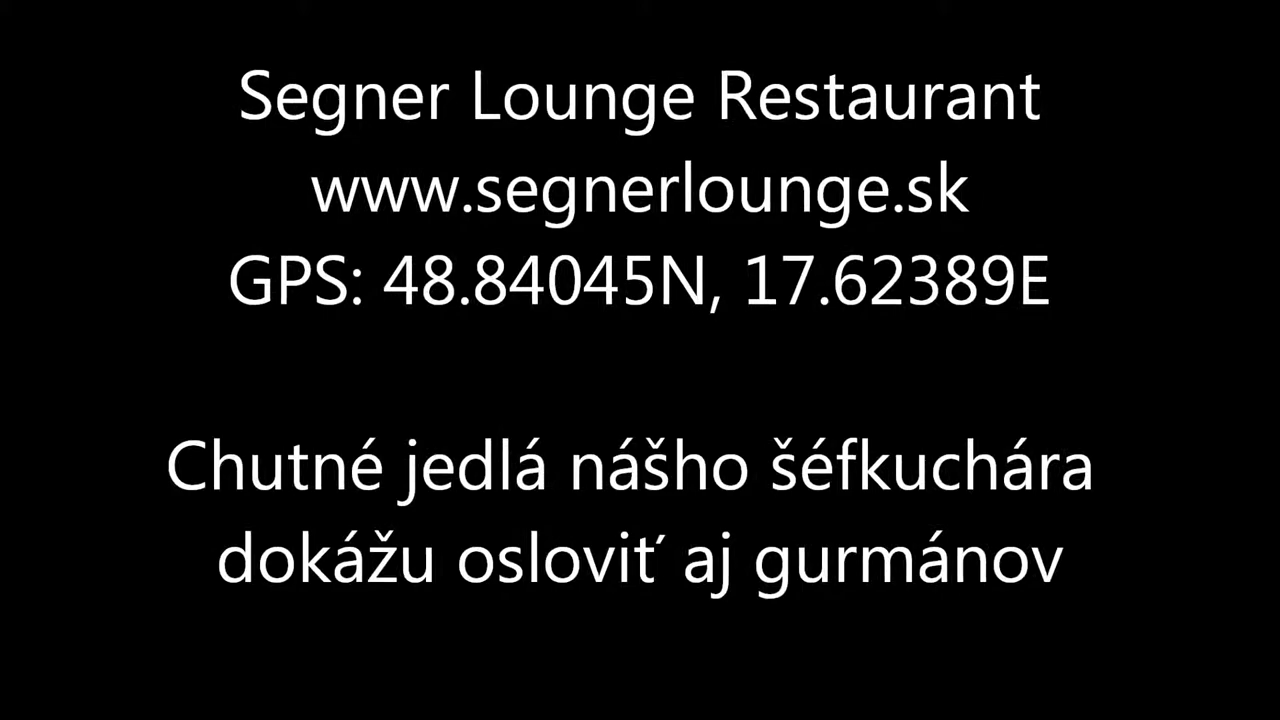 Segner Lounge Restaurant
www.segnerlounge.sk
GPS: 48.84045N, 17.62389E
Chutné jedlá nášho šéfkuchára
dokážu osloviť aj gurmánov